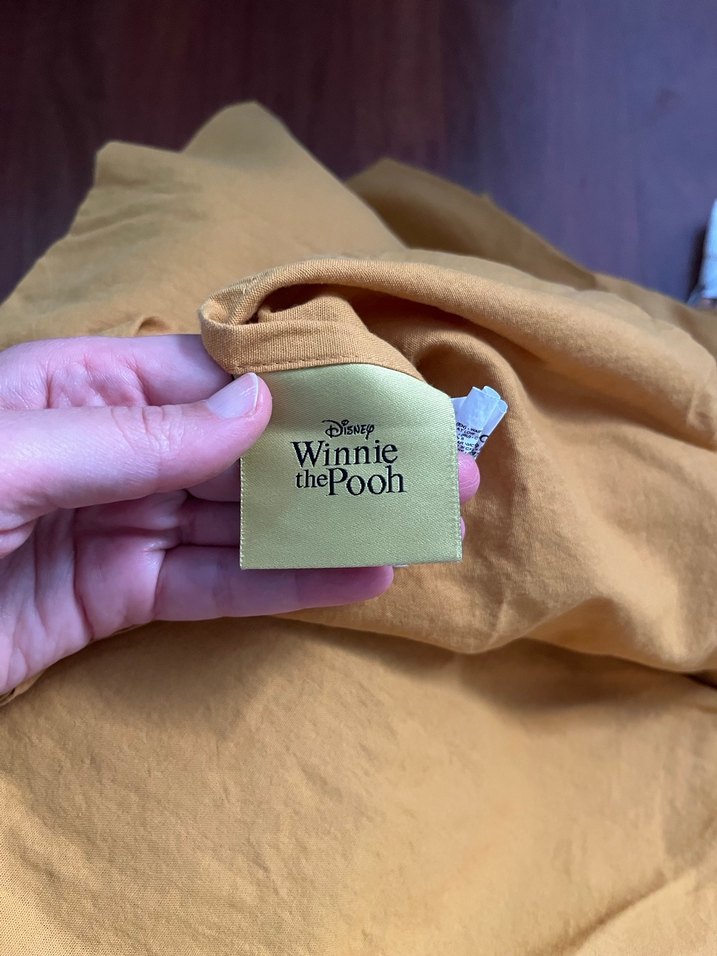 Disney
Winnie
the Pooh